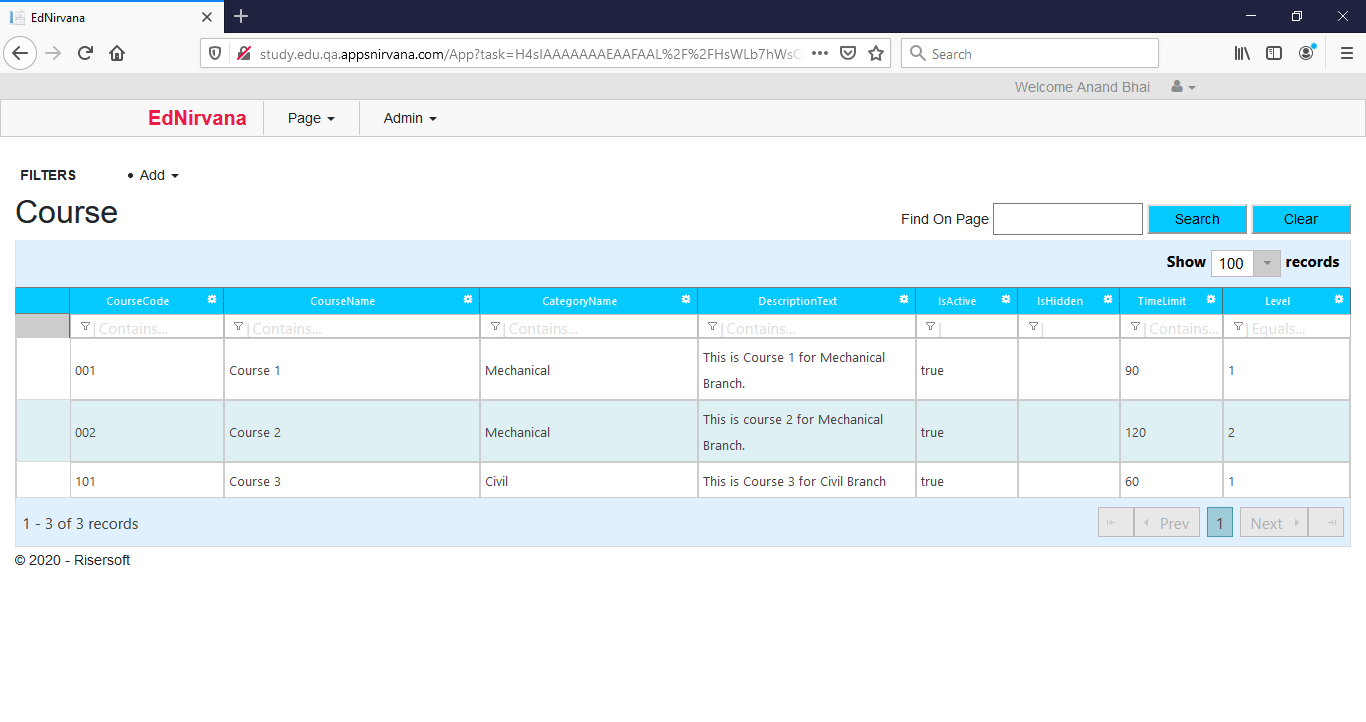 EdNirvana
study.edu.qa.appsnirvana.com/App?task=H4sIAAAAAAAEAAFAAL%2F%2FHsWLb7hWsC
Search
Welcome Anand Bhai
EdNirvana Page Admin
FILTERS • Add
Course
Find On Page Search Clear
Show 100 records
CourseCode CourseName CategoryName DescriptionText IsActive IsHidden TimeLimit Level
Contains... Contains... Contains... Contains... Contains... Equals...
001 Course 1 Mechanical This is Course 1 for Mechanical Branch. true 90 1
002 Course 2 Mechanical This is course 2 for Mechanical Branch. true 120 2
101 Course 3 Civil This is Course 3 for Civil Branch true 60 1
1 - 3 of 3 records Prev 1 Next
© 2020 - Risersoft